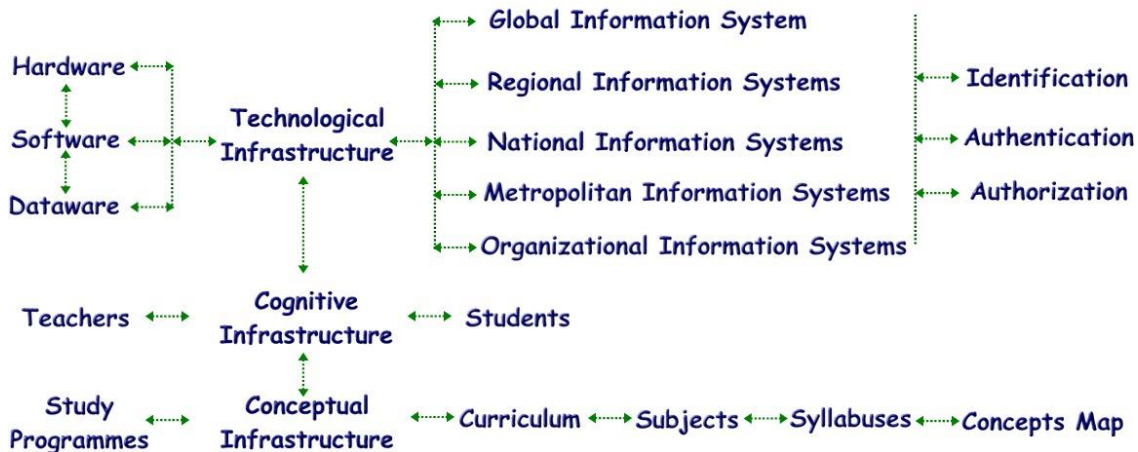 Global Information System
Hardware
Regional Information Systems
Identification
Technological
Infrastructure
Software
National Information Systems
Authentication
Dataware
Metropolitan Information Systems
Authorization
Organizational Information Systems
Teachers
Cognitive
Infrastructure
Students
Study
Programmes
Conceptual
Infrastructure
Curriculum
Subjects
Syllabuses
Concepts Map